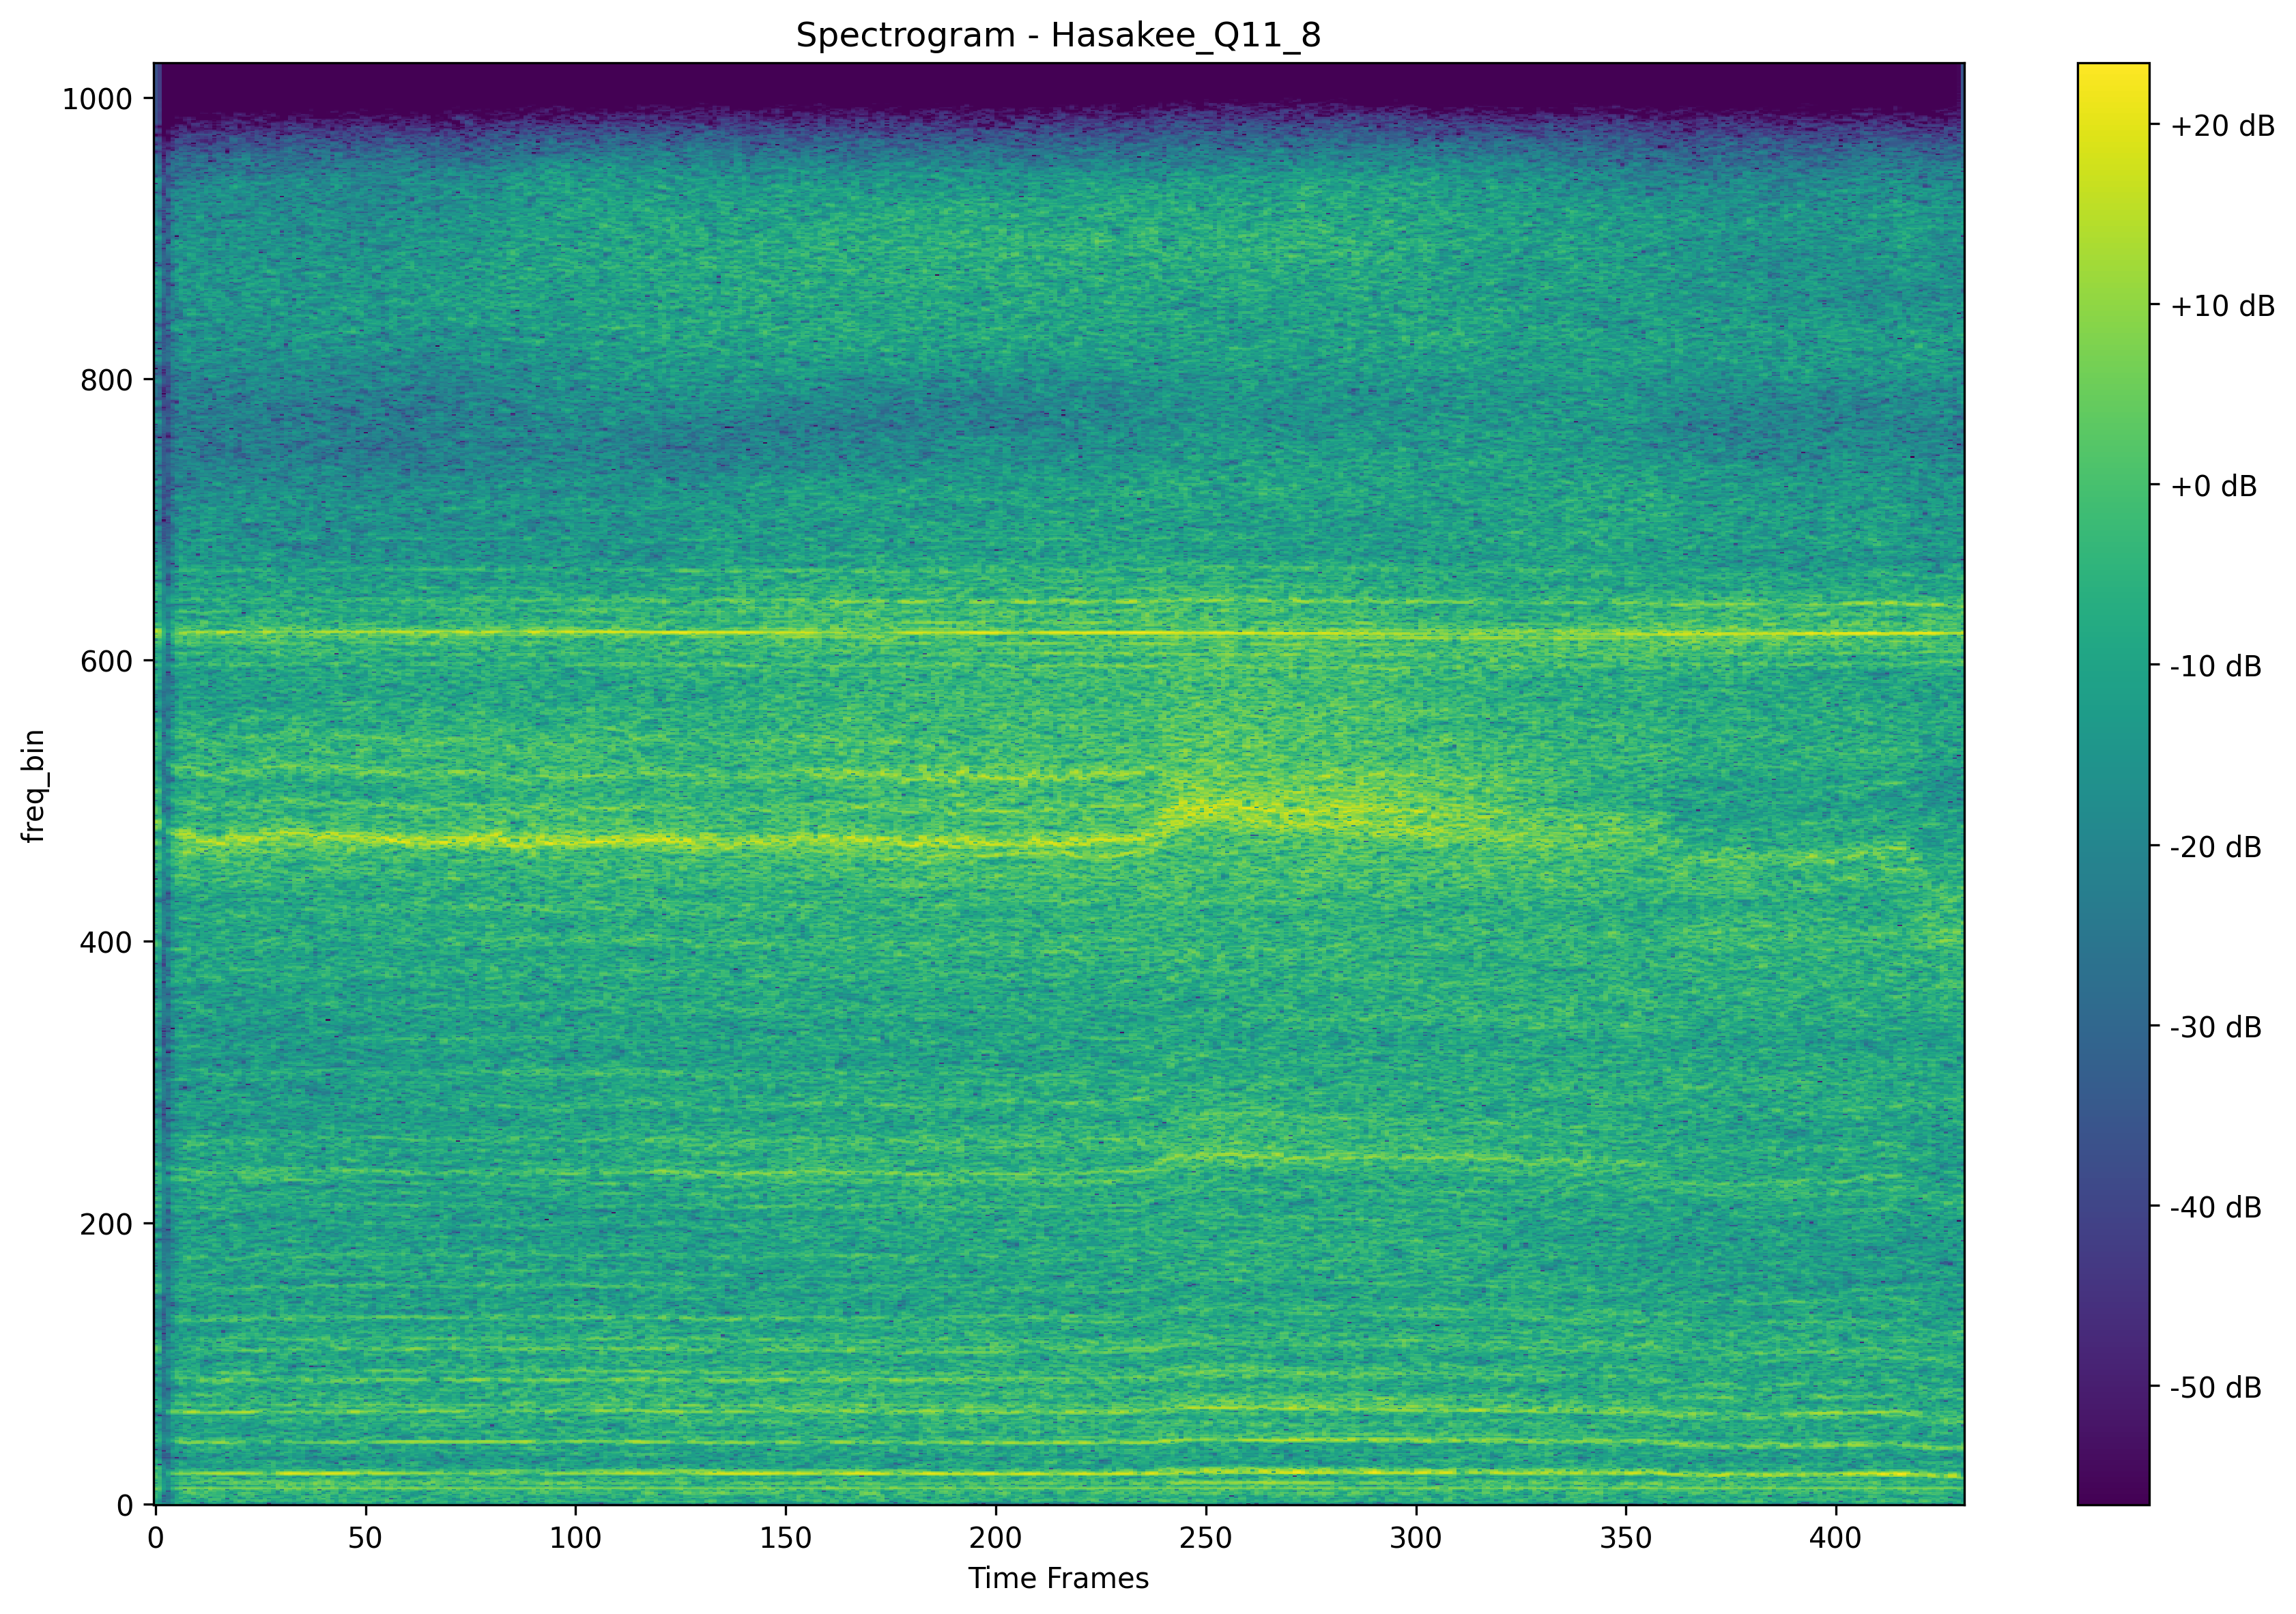 Spectrogram - Hasakee_Q11_8
1000
800
600
400
200
0
freq_bin
0 50 100 150 200 250 300 350 400
Time Frames
+20 dB
+10 dB
+0 dB
-10 dB
-20 dB
-30 dB
-40 dB
-50 dB